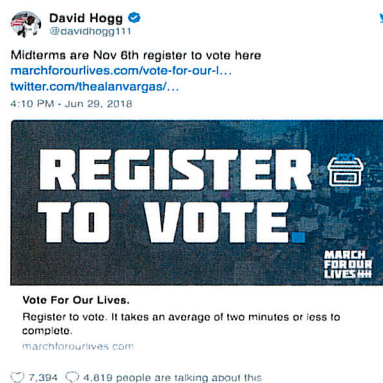 David Hogg
@davidhogg111
Midterms are Nov 6th register to vote here
marchforourlives.com/vote-for-our-l…
twitter.com/thealanvargas/…
4:10 PM - Jun 29, 2018
REGISTER
TO VOTE.
MARCH
FOR OUR
LIVES
Vote For Our Lives.
Register to vote. It takes an average of two minutes or less to
complete.
marchforourlives.com
7,394 4,819 people are talking about this